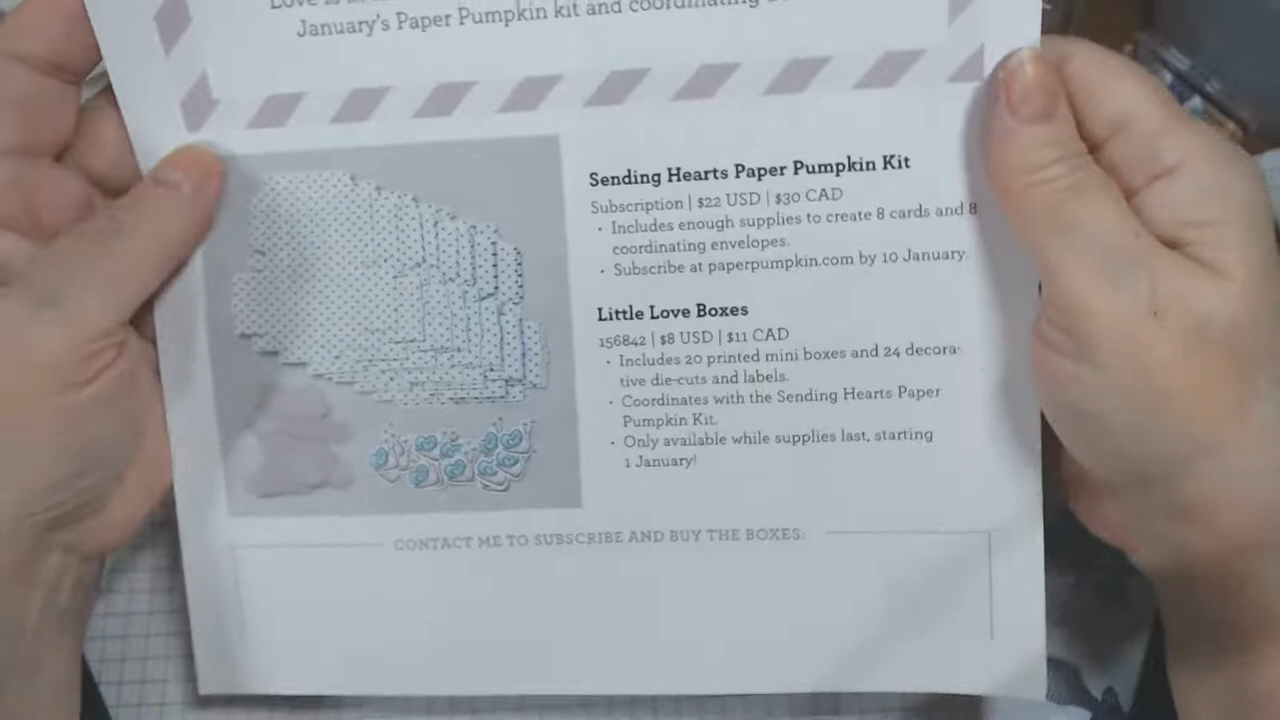 January's Paper Pumpkin kit and coordinating
Sending Hearts Paper Pumpkin Kit
Subscription | $22 USD | $30 CAD
• Includes enough supplies to create 8 cards and 8
coordinating envelopes.
• Subscribe at paperpumpkin.com by 10 January.
Little Love Boxes
156842 | $8 USD | $11 CAD
• Includes 20 printed mini boxes and 24 decora-
tive die-cuts and labels.
• Coordinates with the Sending Hearts Paper
Pumpkin Kit.
• Only available while supplies last, starting
1 January!
CONTACT ME TO SUBSCRIBE AND BUY THE BOXES: